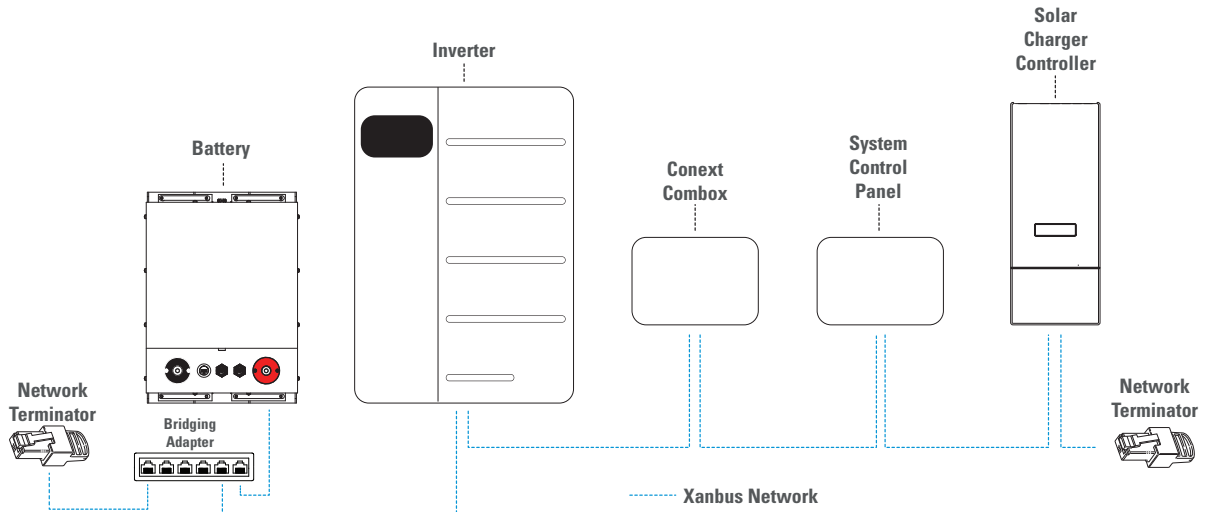 Solar
Charger
Controller
Inverter
Battery
System
Control
Panel
Conext
Combox
Network
Terminator
Bridging
Adapter
Network
Terminator
Xanbus Network